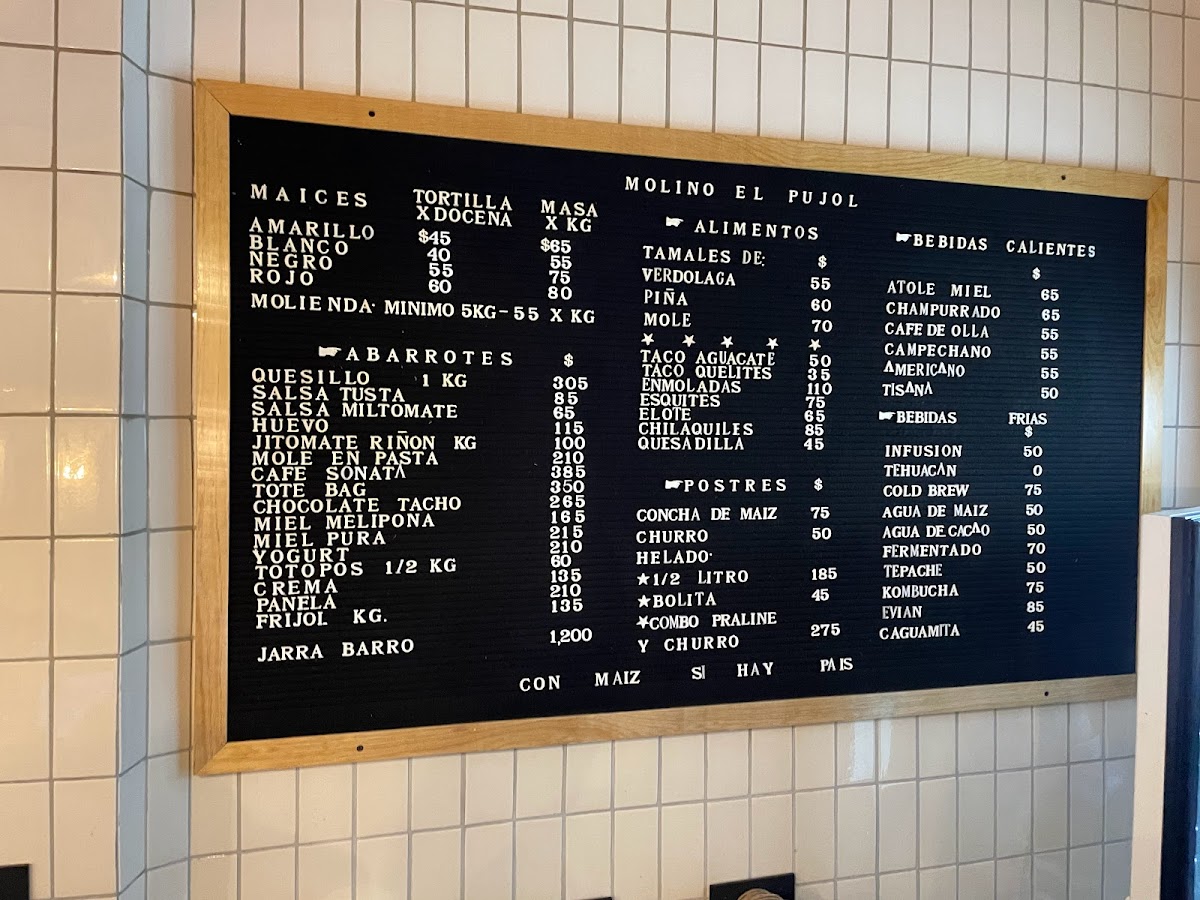 MOLINO EL PUJOL
MAICES TORTILLA X DOCENA MASA X KG
AMARILLO $45 $65
BLANCO 40 55
NEGRO 55 75
ROJO 60 80
MOLIENDA: MINIMO 5KG-55 X KG
ABARROTES $
QUESILLO 1 KG 305
SALSA TUSTA 85
SALSA MILTOMATE 65
HUEVO 115
JITOMATE RIÑON KG 100
MOLE EN PASTA 210
CAFE SONATA 385
TOTE BAG 350
CHOCOLATE TACHO 265
MIEL MELIPONA 165
MIEL PURA 215
YOGURT 210
TOTOPOS 1/2 KG 60
CREMA 135
PANELA 210
FRIJOL KG. 135
JARRA BARRO 1,200
ALIMENTOS
TAMALES DE: $
VERDOLAGA 55
PIÑA 60
MOLE 70
TACO AGUACATE 50
TACO QUELITES 35
ENMOLADAS 110
ESQUITES 75
ELOTE 65
CHILAQUILES 85
QUESADILLA 45
POSTRES $
CONCHA DE MAIZ 75
CHURRO 50
HELADO:
★1/2 LITRO 185
★BOLITA 45
★COMBO PRALINE
Y CHURRO 275
BEBIDAS CALIENTES
$
ATOLE MIEL 65
CHAMPURRADO 65
CAFE DE OLLA 55
CAMPECHANO 55
AMERICANO 55
TISANA 50
BEBIDAS FRIAS
$
INFUSION 50
TEHUACAN 0
COLD BREW 75
AGUA DE MAIZ 50
AGUA DE CACAO 50
FERMENTADO 70
TEPACHE 50
KOMBUCHA 75
EVIAN 85
CAGUAMITA 45
CON MAIZ SI HAY PAIS